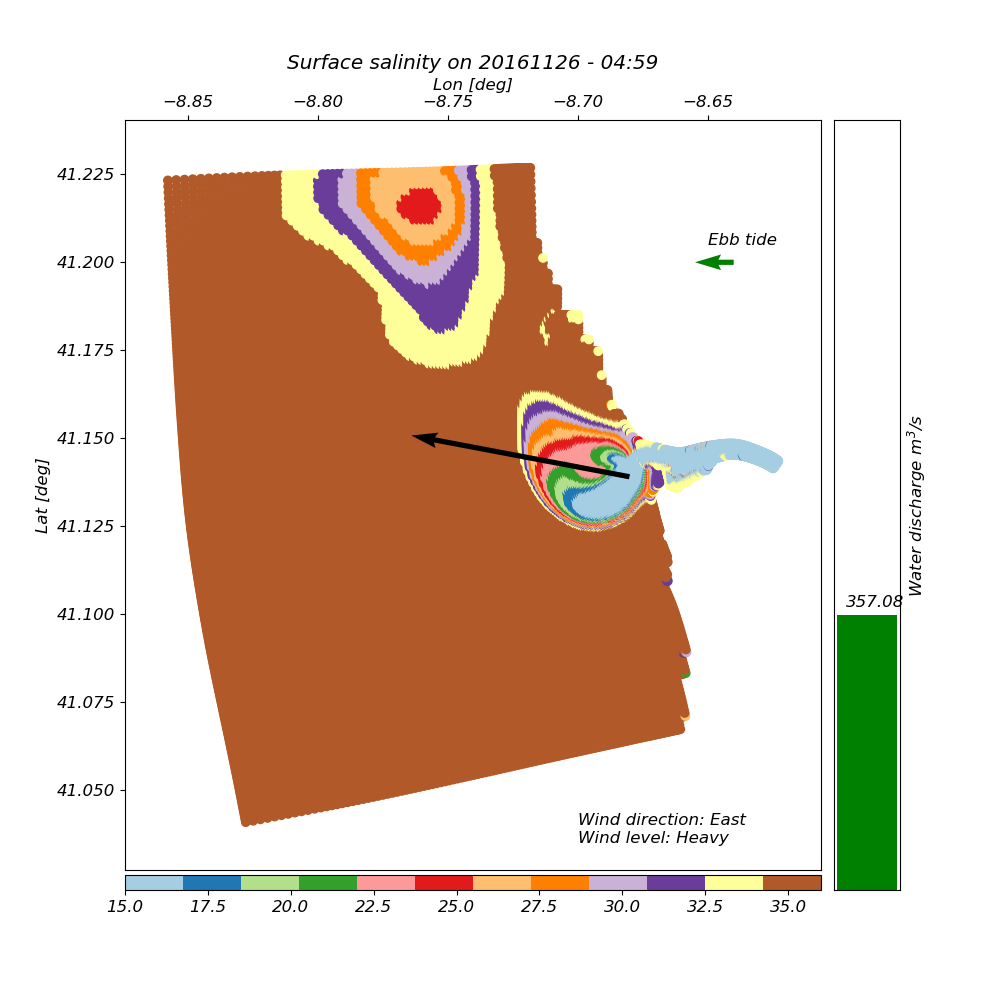 Surface salinity on 20161126 - 04:59
Lon [deg]
−8.85 −8.80 −8.75 −8.70 −8.65
41.225
41.200
41.175
41.150
41.125
41.100
41.075
41.050
Lat [deg]
Ebb tide
Wind direction: East
Wind level: Heavy
357.08
Water discharge m³/s
15.0 17.5 20.0 22.5 25.0 27.5 30.0 32.5 35.0